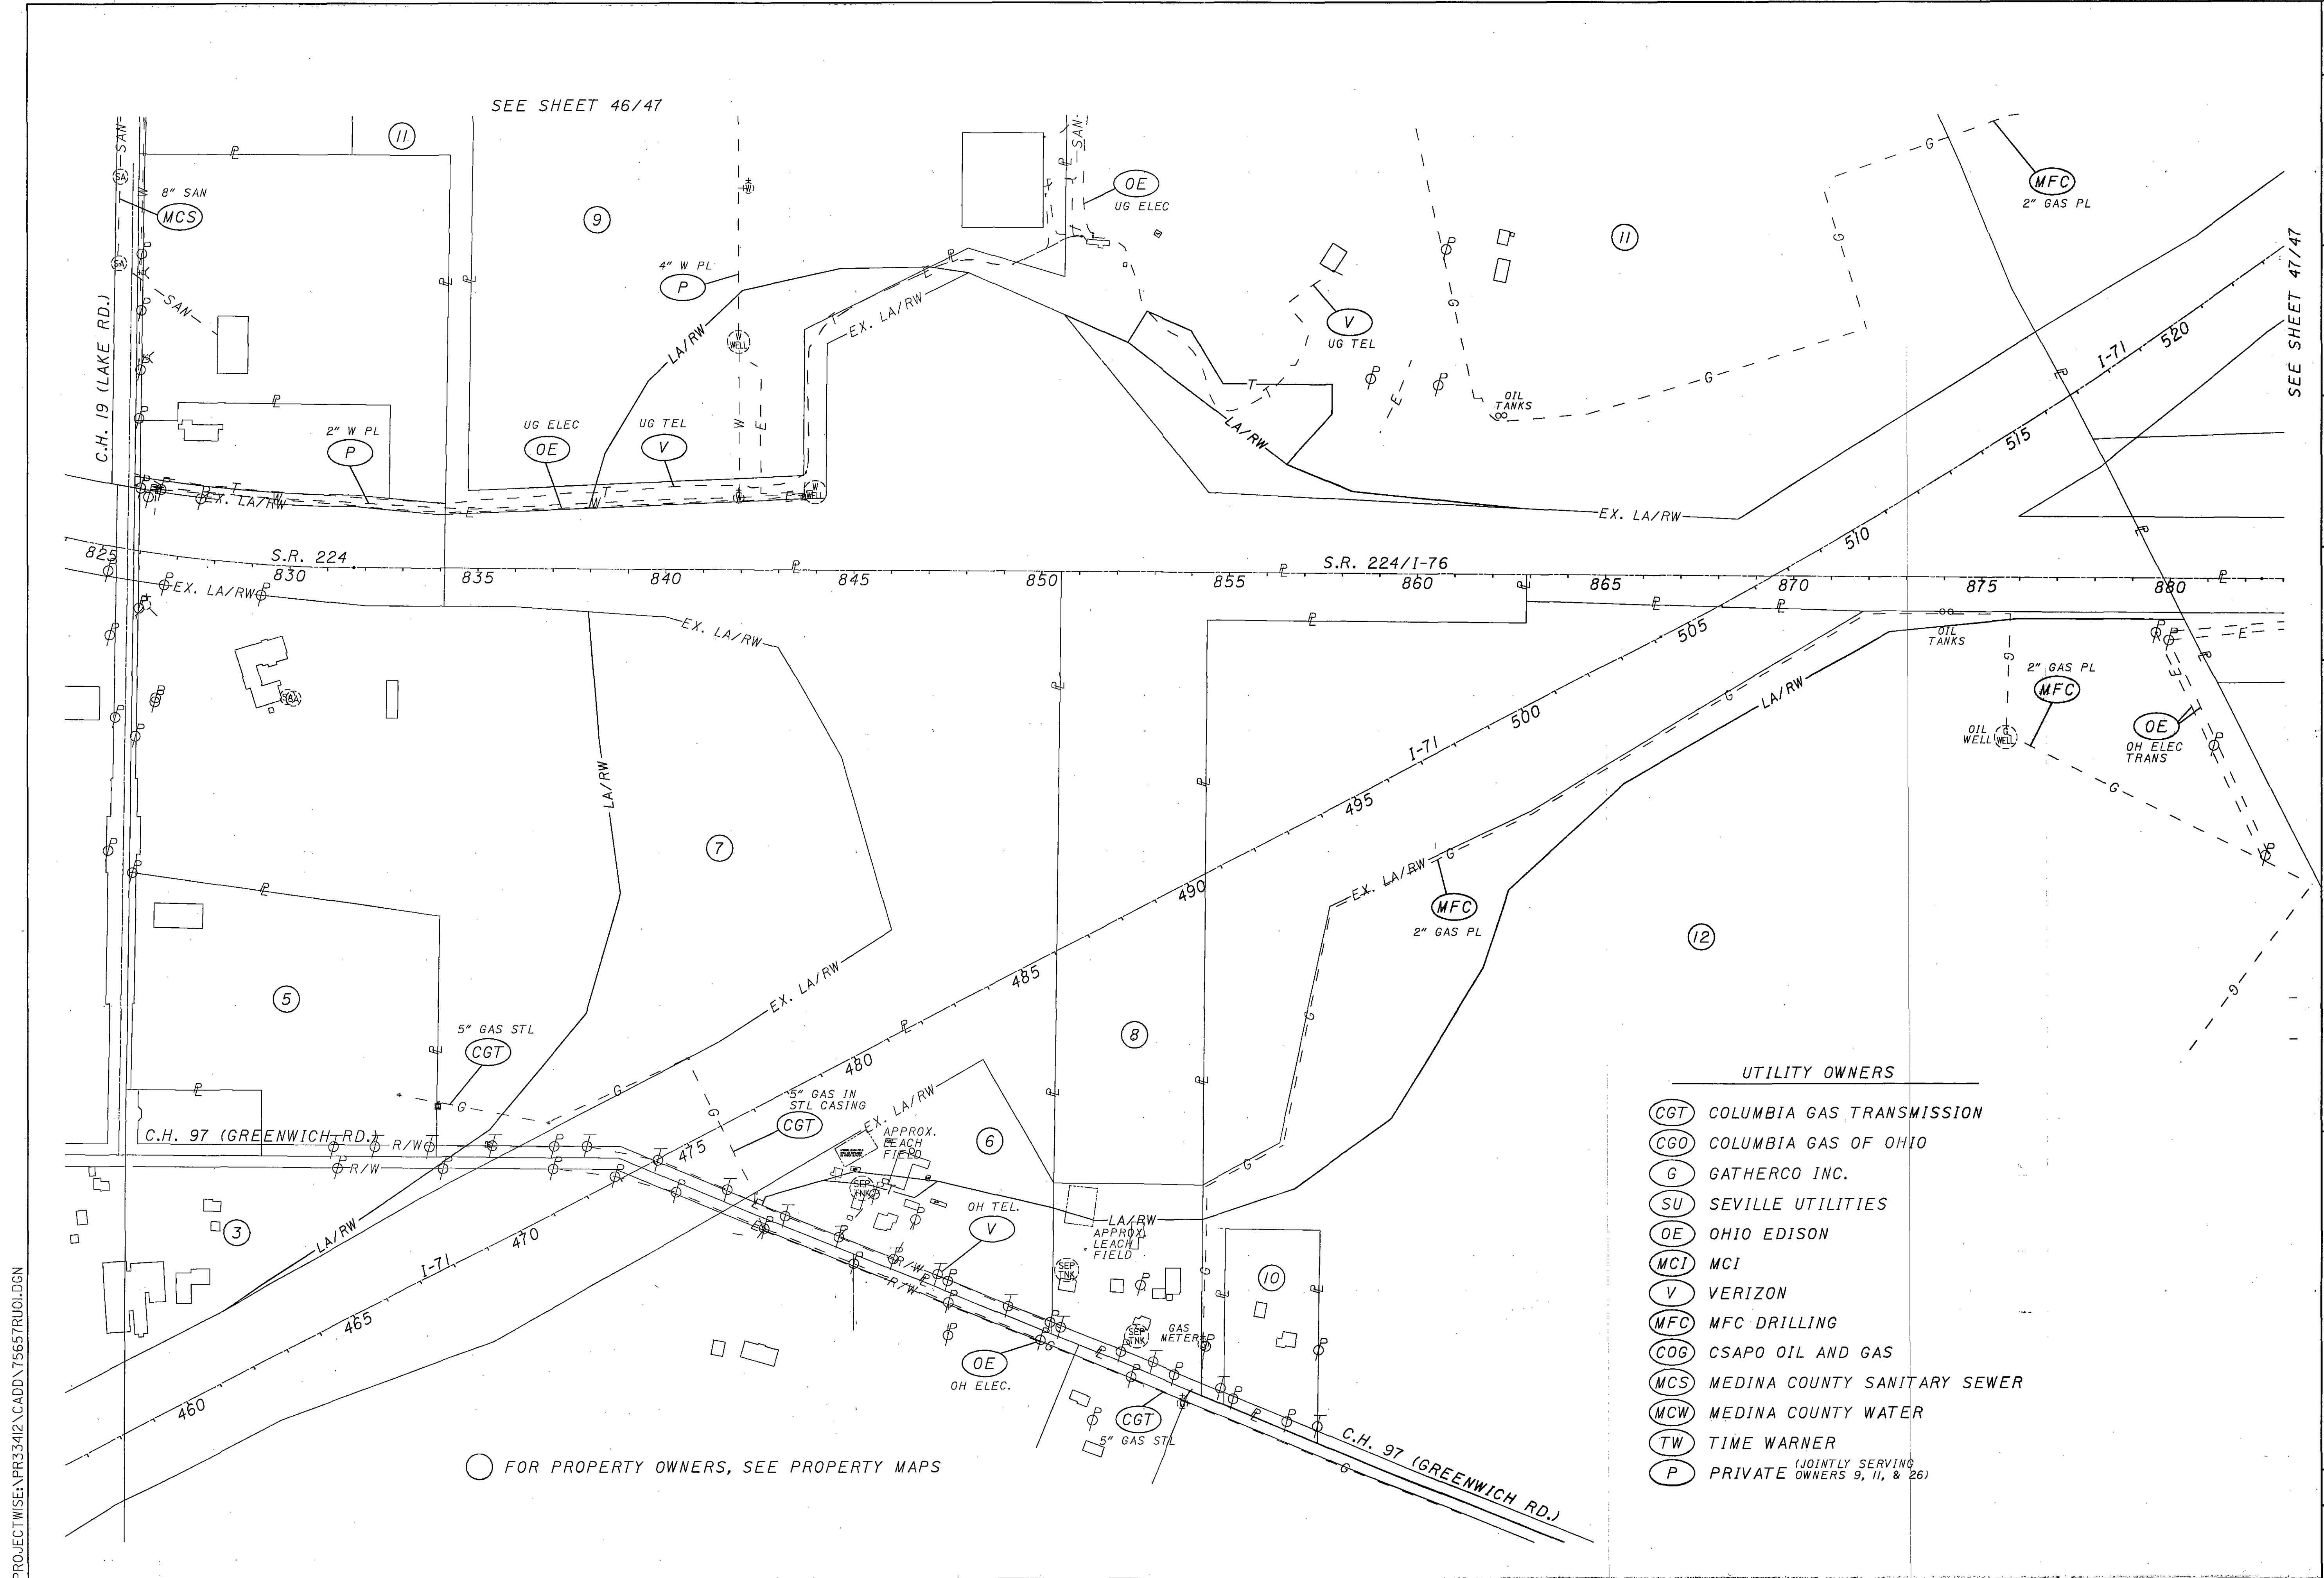 SEE SHEET 46/47
SAN
SAN
11
SA
8" SAN
MCS
W
9
4" W PL
P
OE
UG ELEC
11
MFC
2" GAS PL
G
G
SEE SHEET 47/47
C.H. 19 (LAKE RD.)
SA
SAN
2" W PL
P
UG ELEC
OE
UG TEL
V
LA/RW
W WELL
W
E
T
EX. LA/RW
V
UG TEL
T
T
G
G
E
OIL TANKS
G
LA/RW
I-71
520
515
510
EX. LA/RW
T
W
E
T
W
E
W WELL
EX. LA/RW
825
S.R. 224
830
835
840
845
850
855
S.R. 224/I-76
860
865
870
875
880
EX. LA/RW
EX. LA/RW
505
OIL TANKS
G
2" GAS PL
MFC
E
E
OIL WELL
G WELL
OE
OH ELEC TRANS
G
G
LA/RW
G
LA/RW
500
I-71
495
490
EX. LA/RW
G
MFC
2" GAS PL
7
12
5
EX. LA/RW
485
G
8
5" GAS STL
CGT
G
G
G
480
5" GAS IN STL CASING
CGT
EX. LA/RW
APPROX. LEACH FIELD
6
475
C.H. 97 (GREENWICH RD.)
R/W
R/W
SEP TNK
G
3
LA/RW
OH TEL.
V
LA/RW
APPROX. LEACH FIELD
SEP TNK
470
I-71
465
460
R/W
R/W
10
G
SEP TNK
GAS METER
OE
OH ELEC.
G
CGT
5" GAS STL
C.H. 97 (GREENWICH RD.)
G
FOR PROPERTY OWNERS, SEE PROPERTY MAPS
UTILITY OWNERS
CGT COLUMBIA GAS TRANSMISSION
CGO COLUMBIA GAS OF OHIO
G GATHERCO INC.
SU SEVILLE UTILITIES
OE OHIO EDISON
MCI MCI
V VERIZON
MFC MFC DRILLING
COG CSAPO OIL AND GAS
MCS MEDINA COUNTY SANITARY SEWER
MCW MEDINA COUNTY WATER
TW TIME WARNER
P PRIVATE (JOINTLY SERVING OWNERS 9, 11, & 26)
PROJECTWISE:\PR33412\CADD\75657RU01.DGN